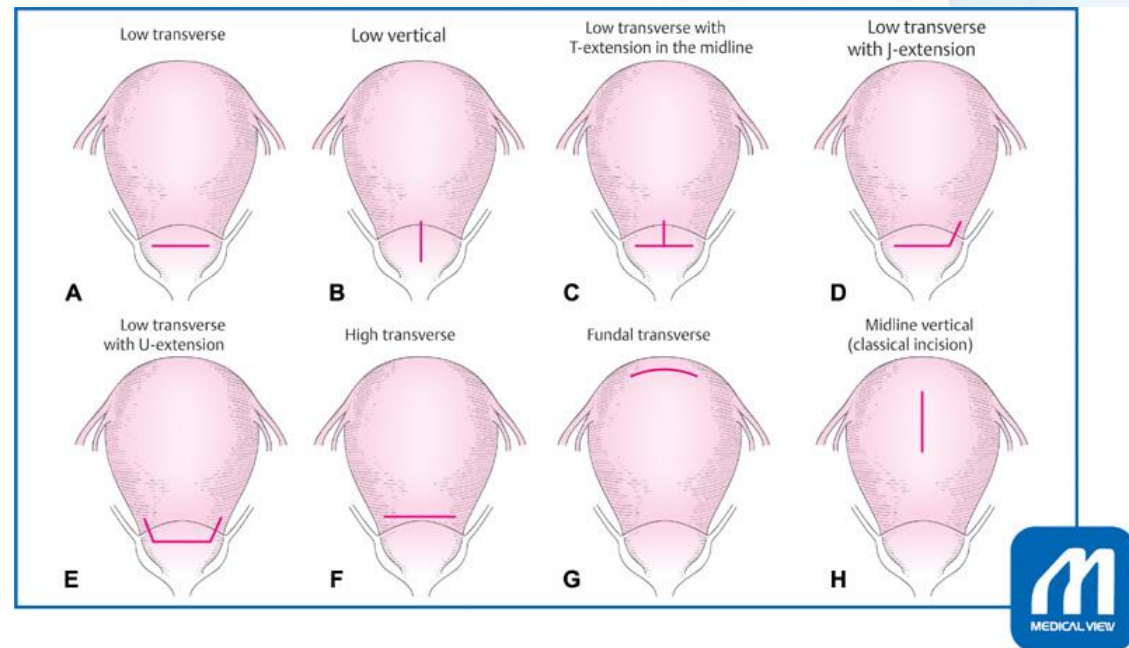 Low transverse
Low vertical
Low transverse with
T-extension in the midline
Low transverse
with J-extension
A
B
C
D
Low transverse
with U-extension
High transverse
Fundal transverse
Midline vertical
(classical incision)
E
F
G
H
MEDICAL VIEW